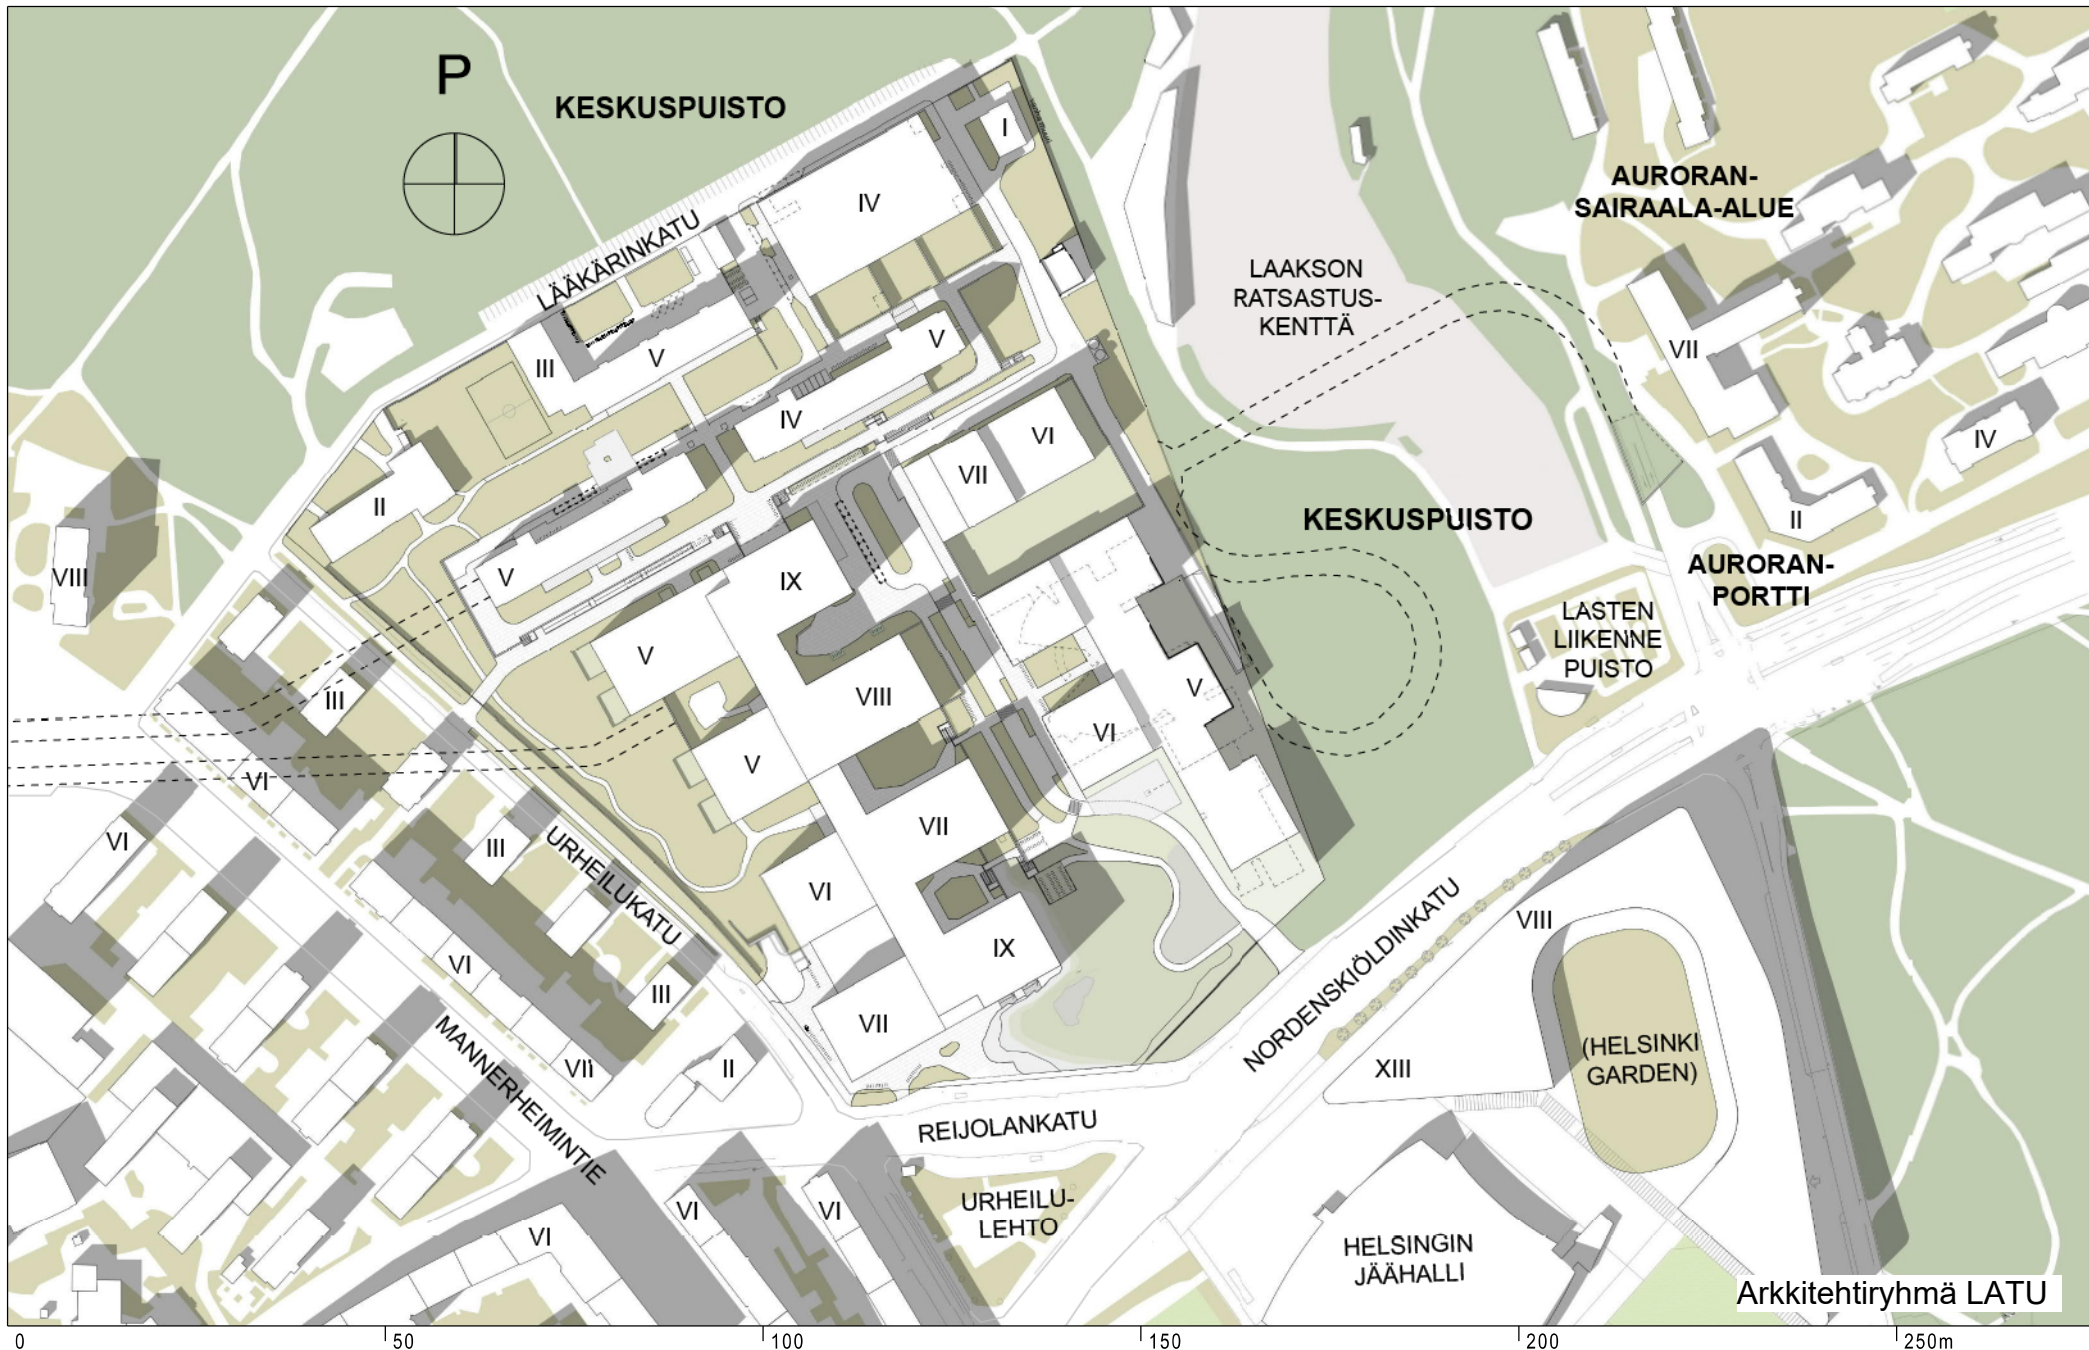 P
KESKUSPUISTO
I
IV
AURORAN-
SAIRAALA-ALUE
LÄÄKÄRINKATU
LAAKSON
RATSASTUS-
KENTTÄ
V
V
III
VII
IV
VI
VII
IV
II
II
KESKUSPUISTO
V
VIII
IX
AURORAN-
PORTTI
LASTEN
LIIKENNE
PUISTO
V
III
VIII
V
VI
V
VI
VII
VI
III
URHEILUKATU
VI
VI
III
IX
VIII
NORDENSKIÖLDINKATU
VII
VII
II
MANNERHEIMINTIE
XIII
(HELSINKI
GARDEN)
REIJOLANKATU
VI
VI
VI
URHEILU-
LEHTO
HELSINGIN
JÄÄHALLI
Arkkitehtiryhmä LATU
0 50 100 150 200 250m